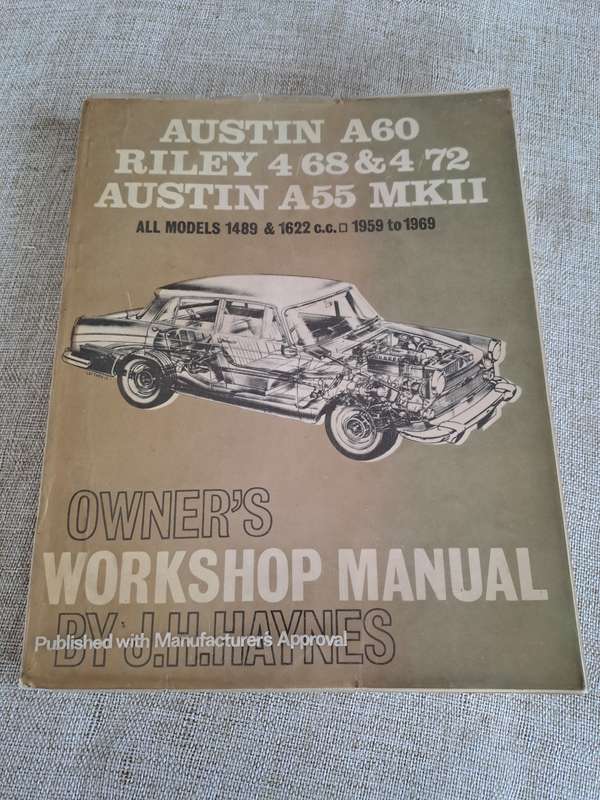 AUSTIN A60
RILEY 4/68 & 4/72
AUSTIN A55 MKII
ALL MODELS 1489 & 1622 c.c. □ 1959 to 1969
OWNER'S
WORKSHOP MANUAL
BY J.H.HAYNES
Published with Manufacturer's Approval